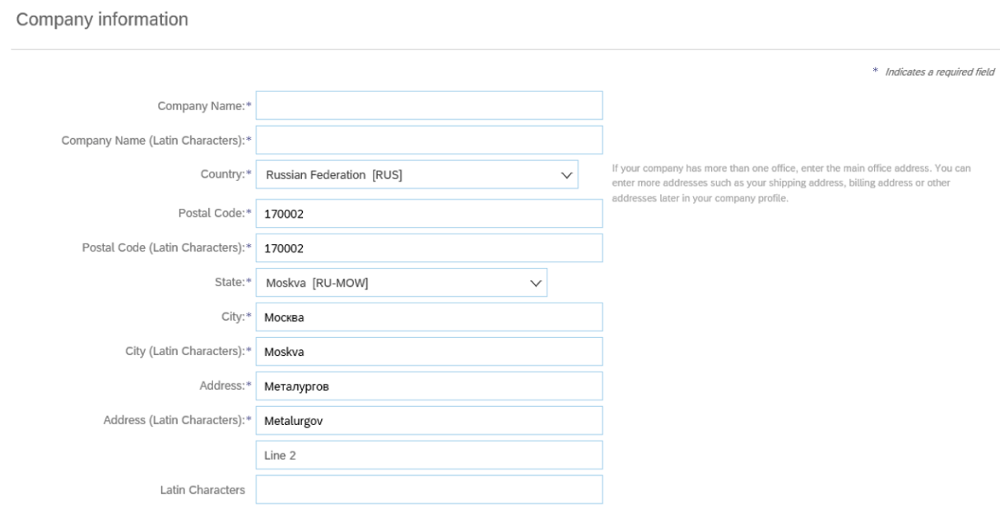 Company information
* Indicates a required field
Company Name:*
Company Name (Latin Characters):*
Country:* Russian Federation [RUS]
If your company has more than one office, enter the main office address. You can
enter more addresses such as your shipping address, billing address or other
addresses later in your company profile.
Postal Code:* 170002
Postal Code (Latin Characters):* 170002
State:* Moskva [RU-MOW]
City:* Москва
City (Latin Characters):* Moskva
Address:* Металургов
Address (Latin Characters):* Metalurgov
Line 2
Latin Characters